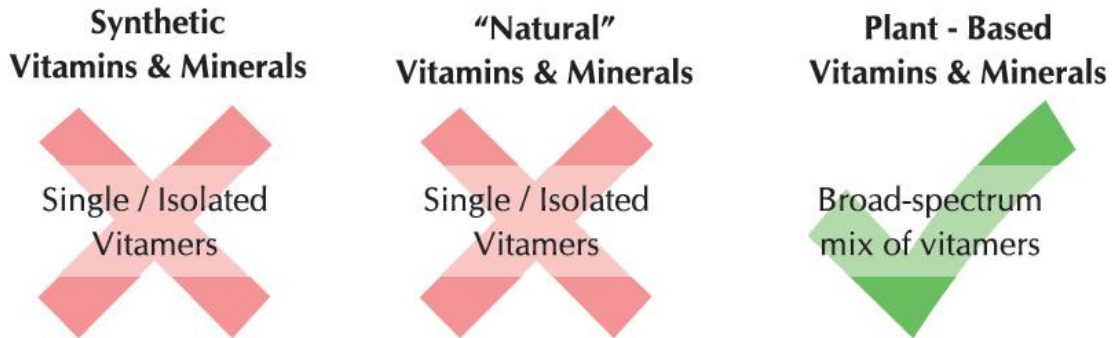 Synthetic
Vitamins & Minerals
Single / Isolated
Vitamers
“Natural”
Vitamins & Minerals
Single / Isolated
Vitamers
Plant - Based
Vitamins & Minerals
Broad-spectrum
mix of vitamers